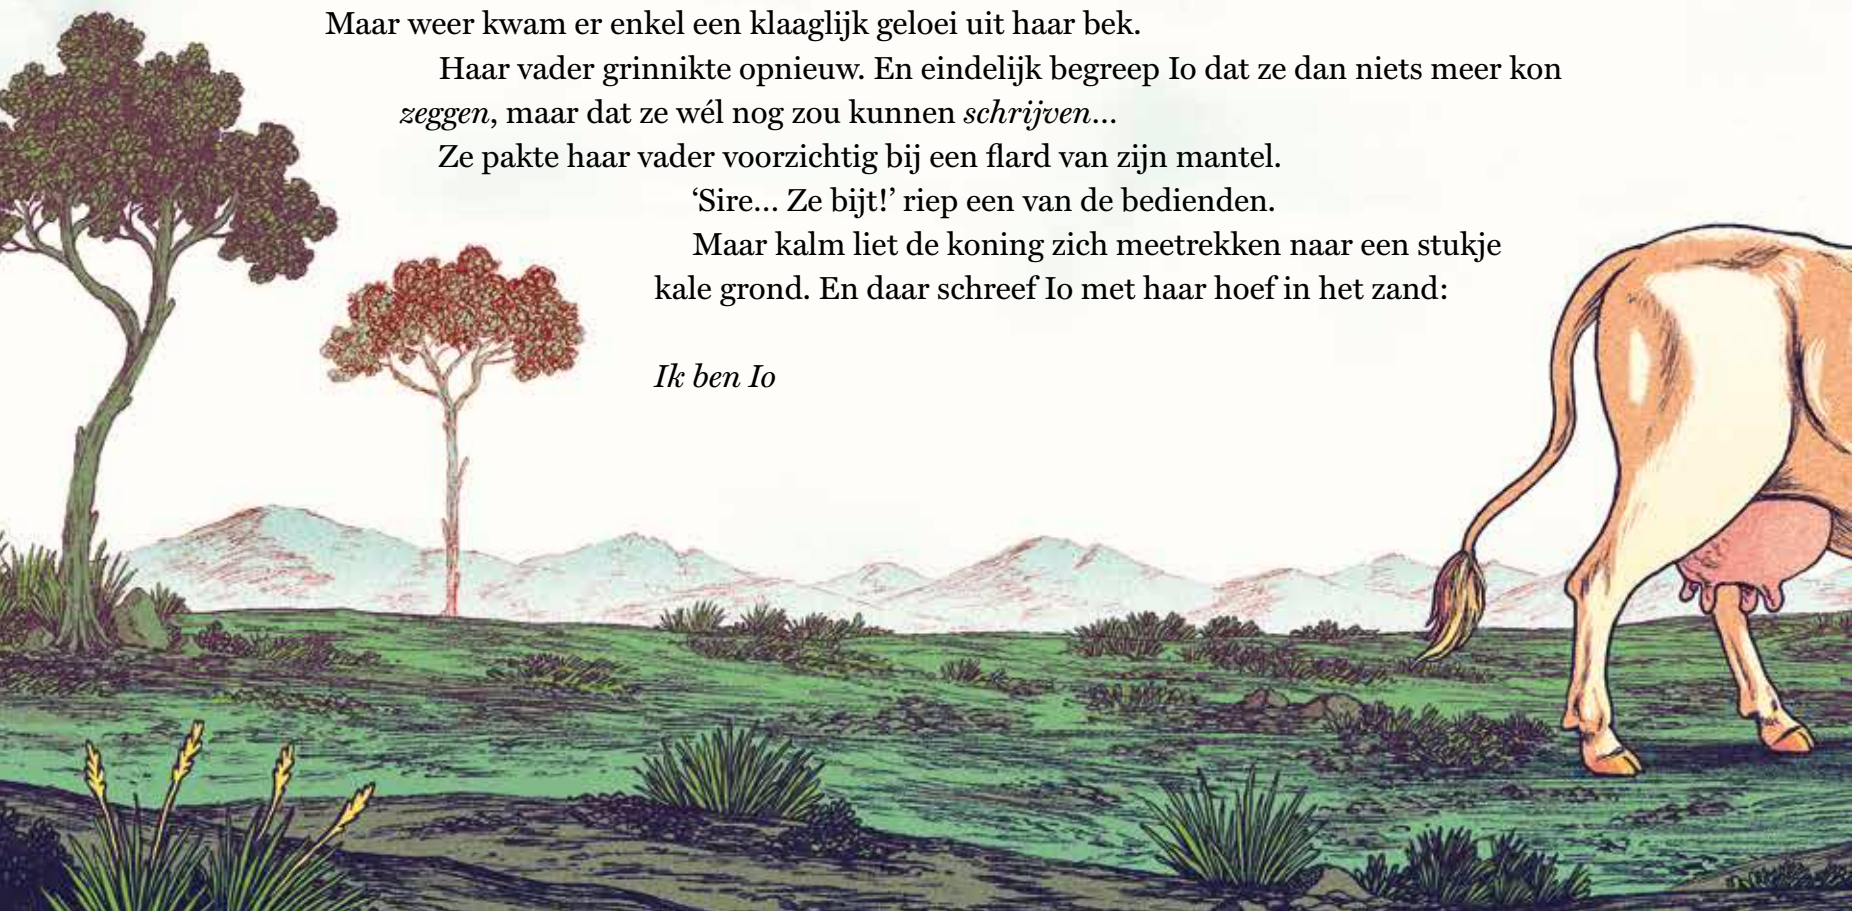 Maar weer kwam er enkel een klaaglijk geloei uit haar bek.
Haar vader grinnikte opnieuw. En eindelijk begreep Io dat ze dan niets meer kon
zeggen, maar dat ze wél nog zou kunnen schrijven…
Ze pakte haar vader voorzichtig bij een flard van zijn mantel.
‘Sire… Ze bijt!’ riep een van de bedienden.
Maar kalm liet de koning zich meetrekken naar een stukje
kale grond. En daar schreef Io met haar hoef in het zand:
Ik ben Io